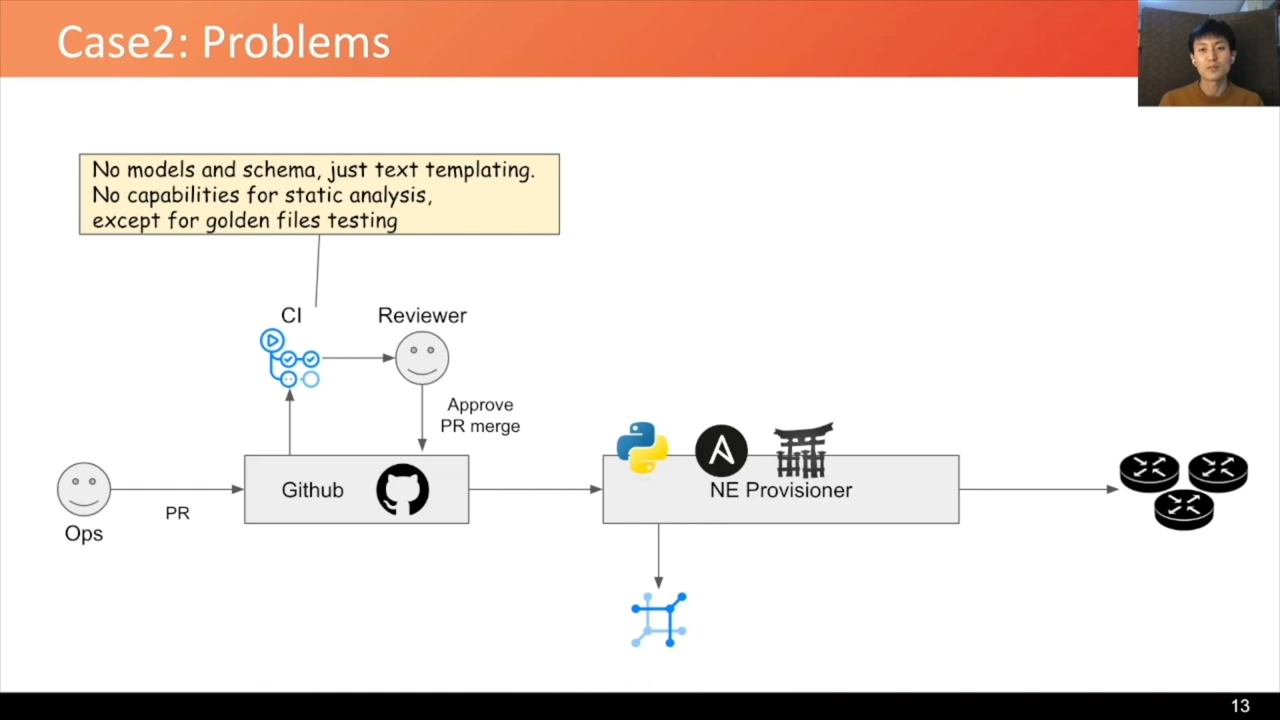 Case2: Problems
No models and schema, just text templating.
No capabilities for static analysis,
except for golden files testing
CI
Reviewer
Approve
PR merge
Github
NE Provisioner
PR
Ops
13